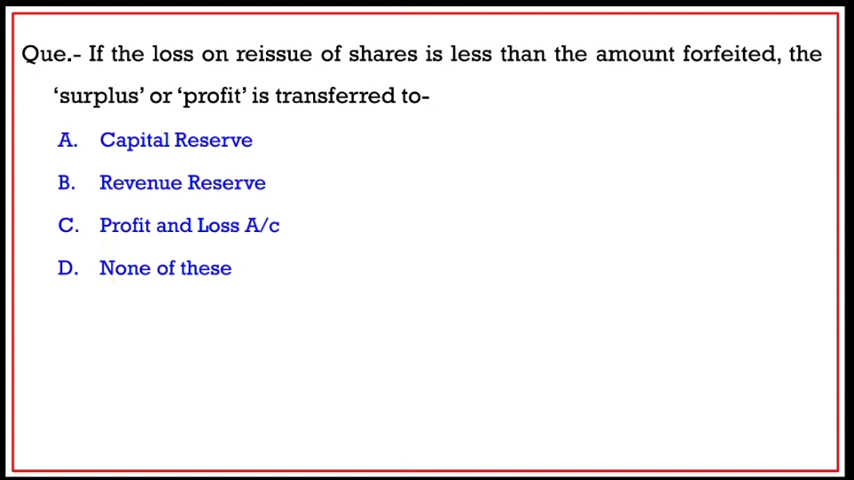 Que.- If the loss on reissue of shares is less than the amount forfeited, the
‘surplus’ or ‘profit’ is transferred to-
A. Capital Reserve
B. Revenue Reserve
C. Profit and Loss A/c
D. None of these